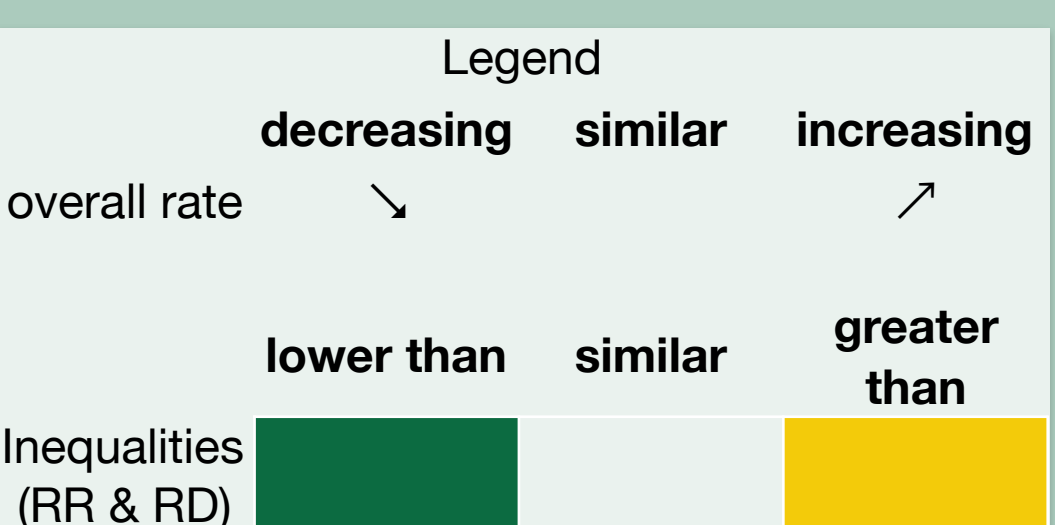 Legend
decreasing similar increasing
overall rate ↘ ↗
lower than similar greater than
Inequalities
(RR & RD)